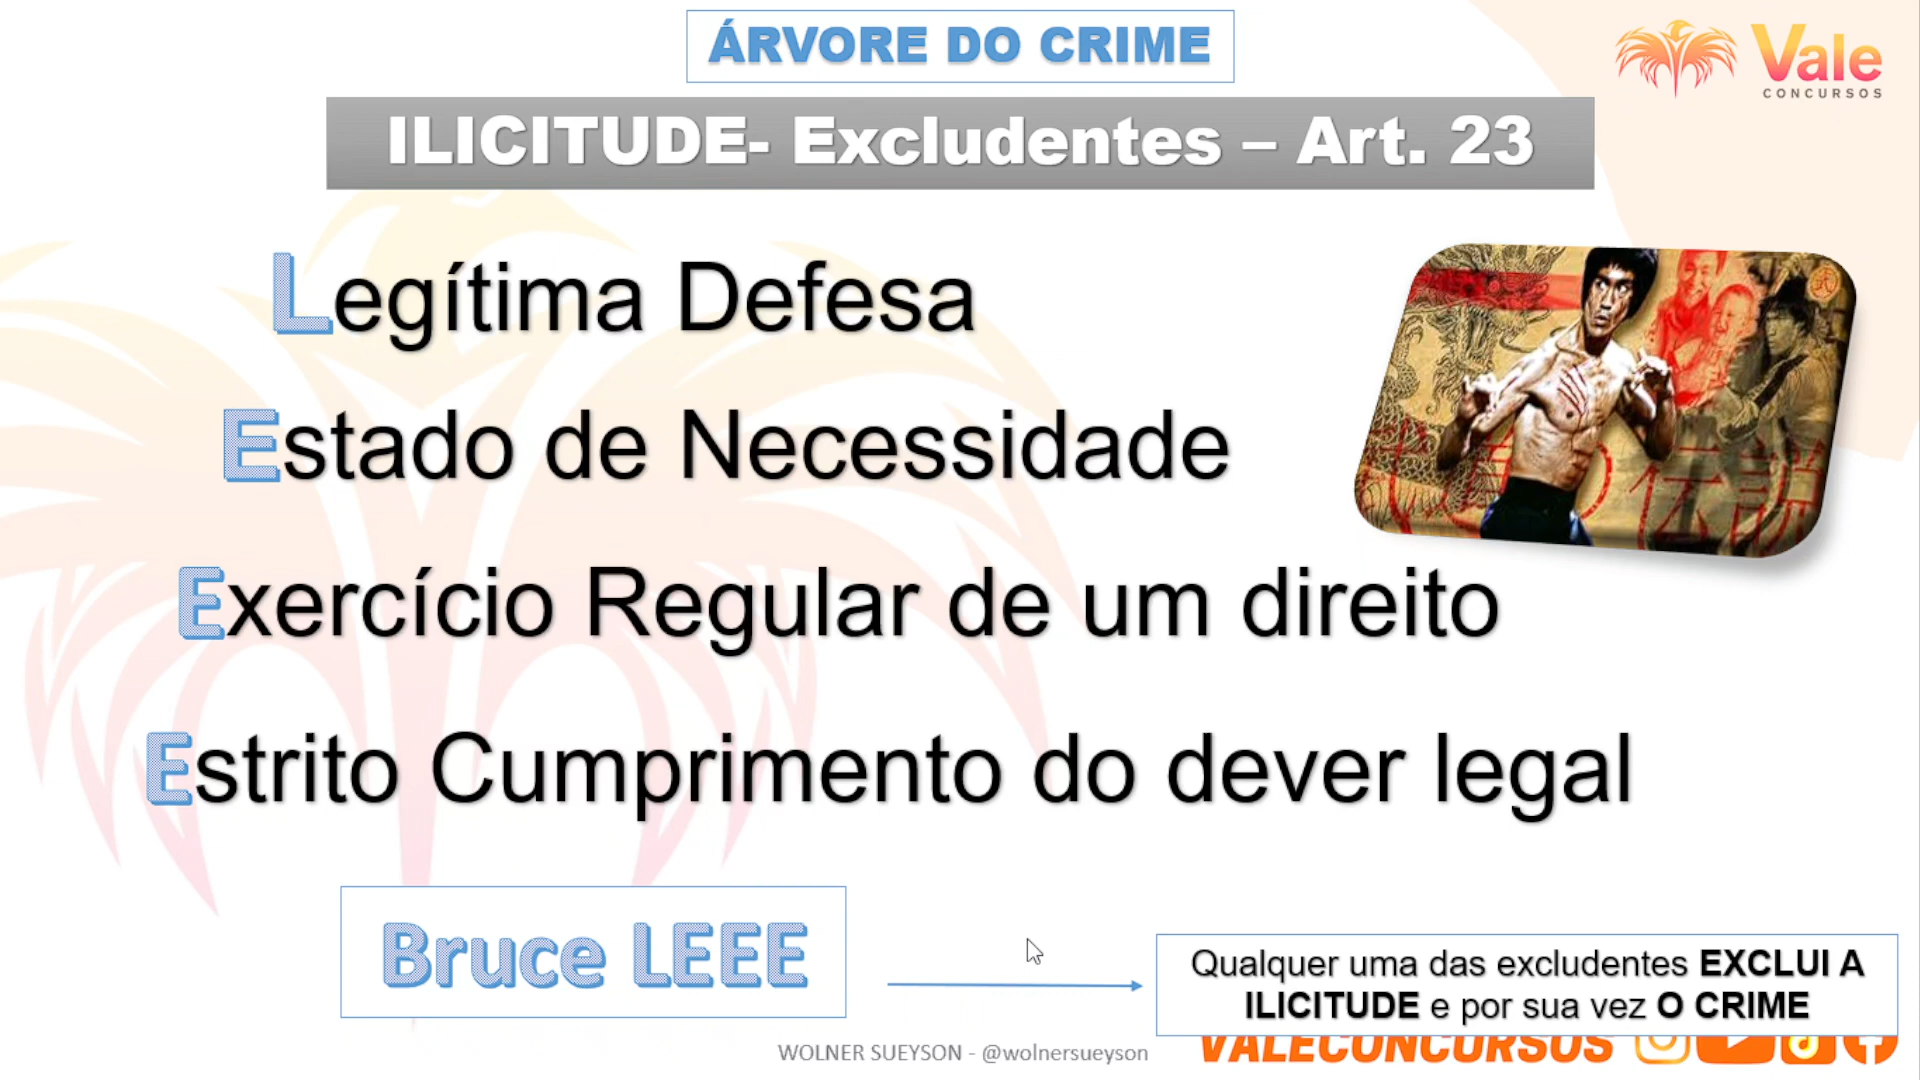 ÁRVORE DO CRIME
Vale
CONCURSOS
ILICITUDE- Excludentes – Art. 23
Legítima Defesa
Estado de Necessidade
Exercício Regular de um direito
Estrito Cumprimento do dever legal
Bruce LEEE
Qualquer uma das excludentes EXCLUI A
ILICITUDE e por sua vez O CRIME
WOLNER SUEYSON - @wolnersueyson
VALECONCURSOS